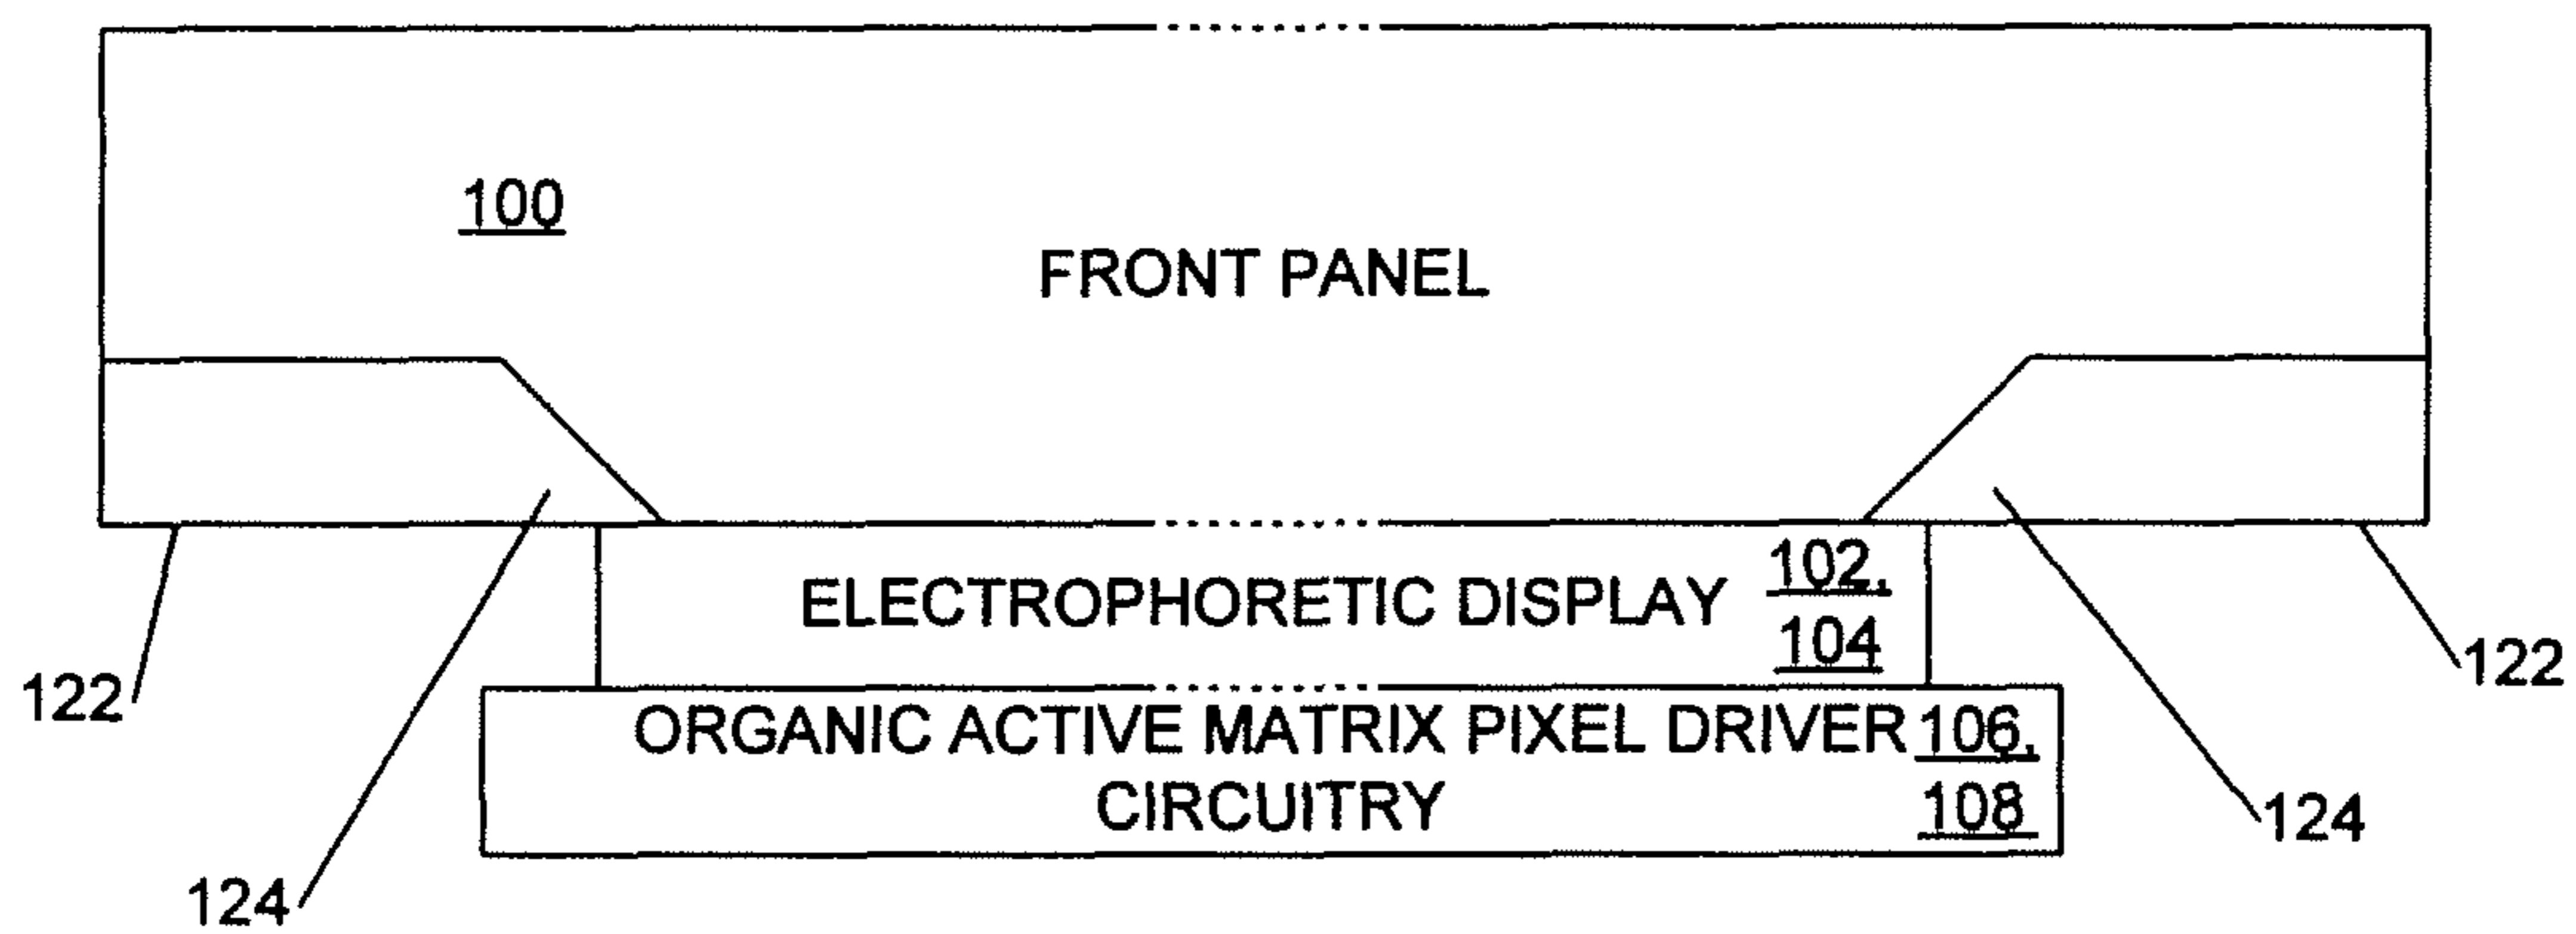 100
FRONT PANEL
ELECTROPHORETIC DISPLAY 102,
104
122
122
ORGANIC ACTIVE MATRIX PIXEL DRIVER 106,
CIRCUITRY 108
124
124